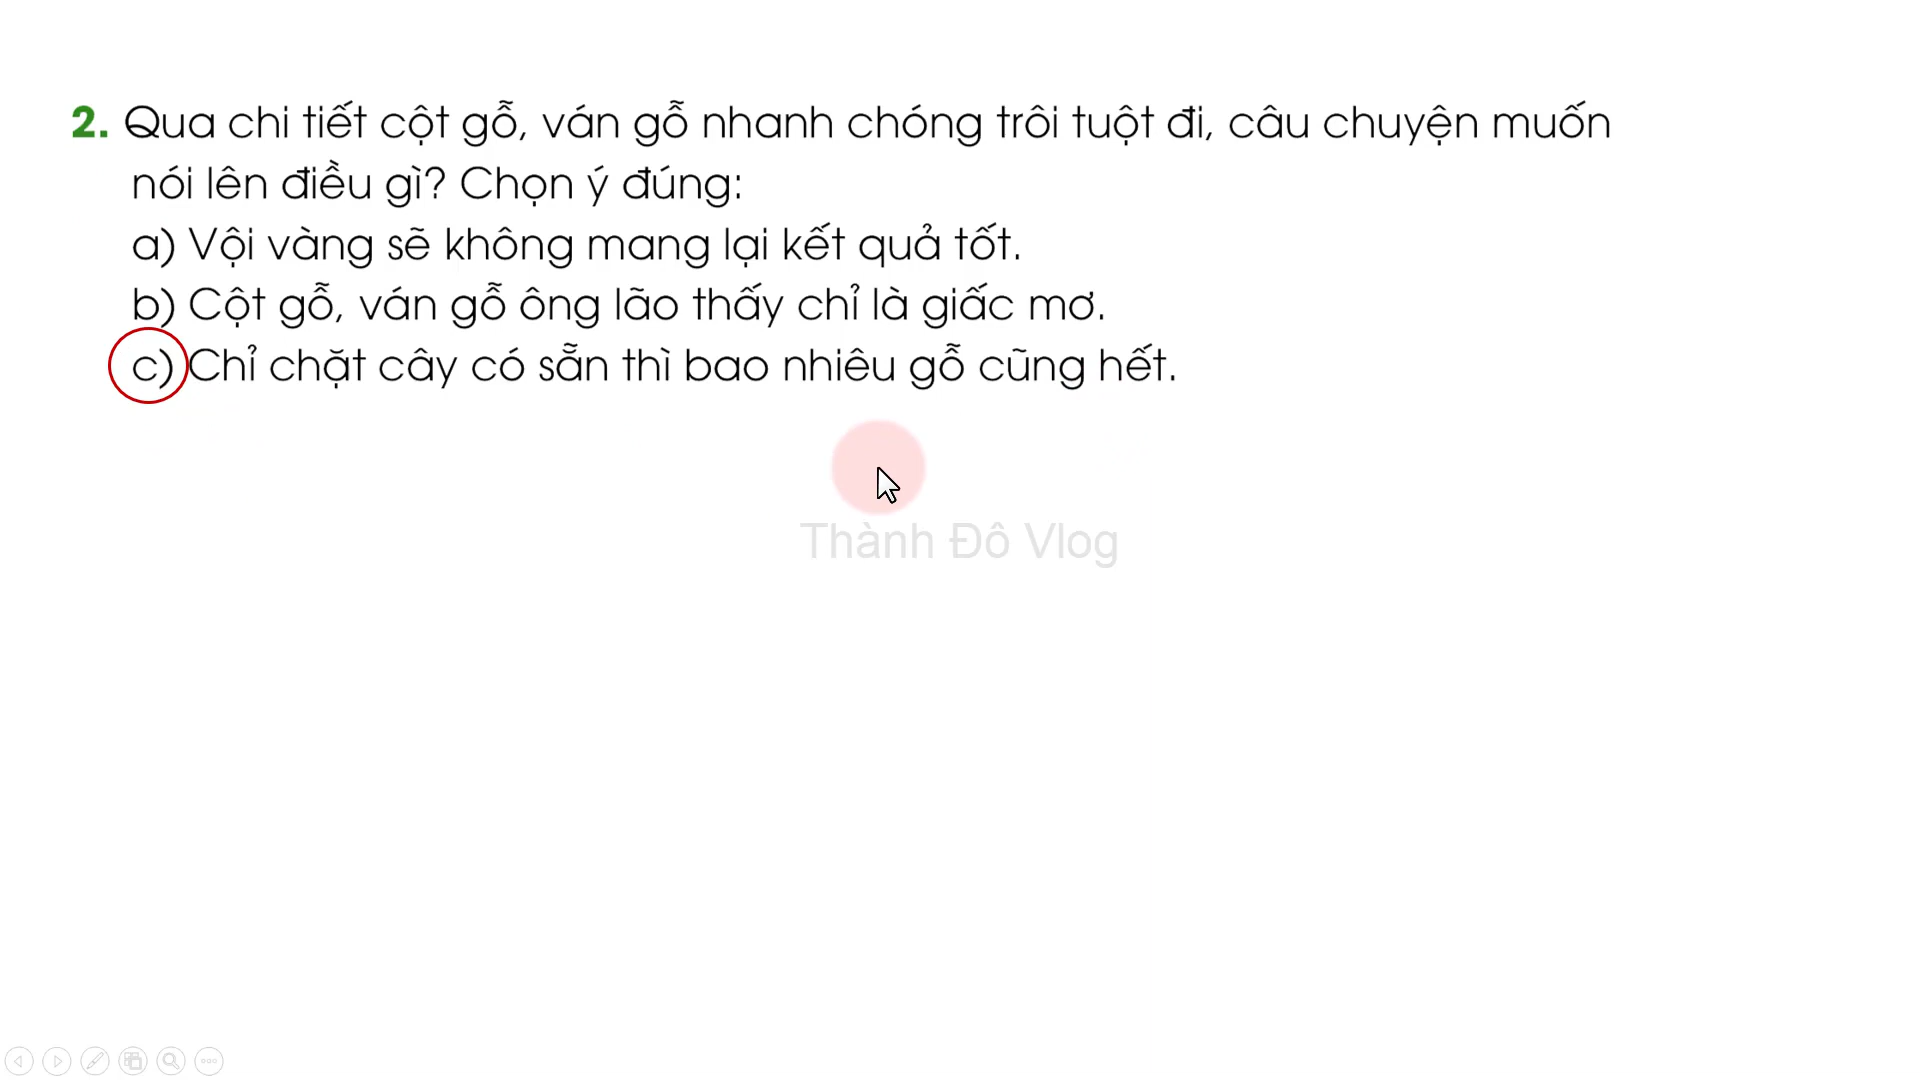 2. Qua chi tiết cột gỗ, ván gỗ nhanh chóng trôi tuột đi, câu chuyện muốn
nói lên điều gì? Chọn ý đúng:
a) Vội vàng sẽ không mang lại kết quả tốt.
b) Cột gỗ, ván gỗ ông lão thấy chỉ là giấc mơ.
c) Chỉ chặt cây có sẵn thì bao nhiêu gỗ cũng hết.
Thành Đô Vlog